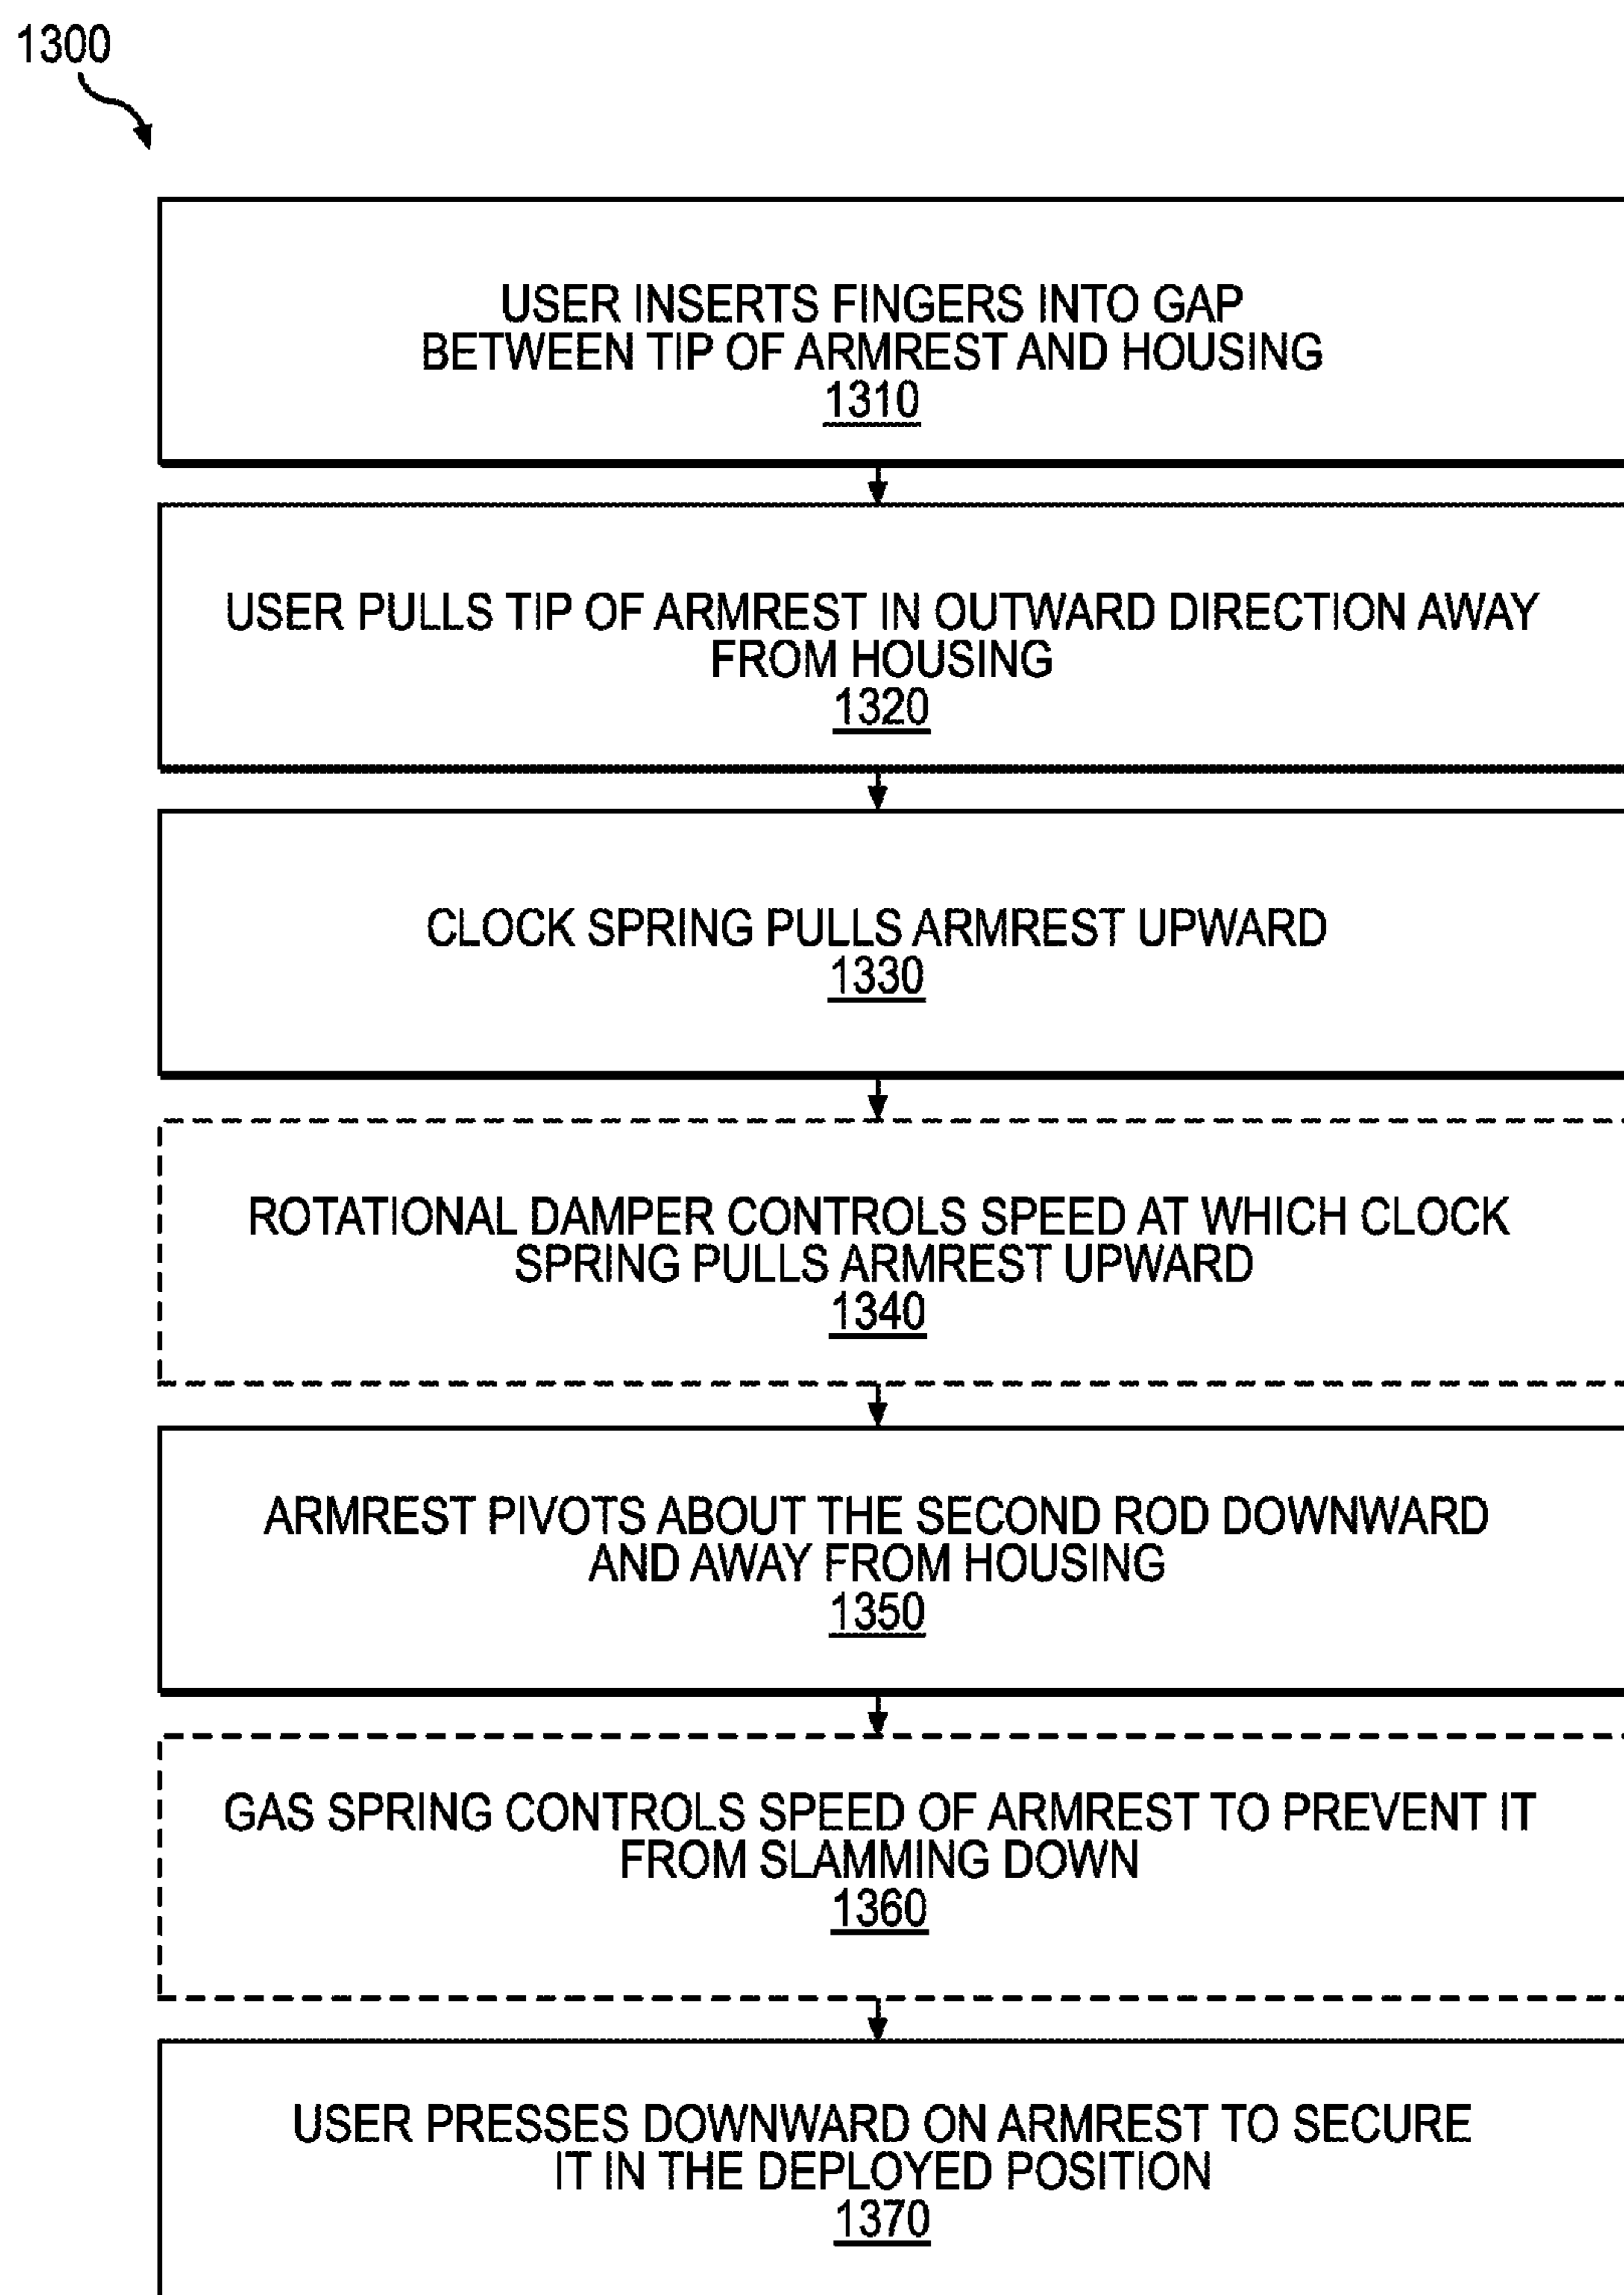 1300
USER INSERTS FINGERS INTO GAP
BETWEEN TIP OF ARMREST AND HOUSING
1310
USER PULLS TIP OF ARMREST IN OUTWARD DIRECTION AWAY
FROM HOUSING
1320
CLOCK SPRING PULLS ARMREST UPWARD
1330
ROTATIONAL DAMPER CONTROLS SPEED AT WHICH CLOCK
SPRING PULLS ARMREST UPWARD
1340
ARMREST PIVOTS ABOUT THE SECOND ROD DOWNWARD
AND AWAY FROM HOUSING
1350
GAS SPRING CONTROLS SPEED OF ARMREST TO PREVENT IT
FROM SLAMMING DOWN
1360
USER PRESSES DOWNWARD ON ARMREST TO SECURE
IT IN THE DEPLOYED POSITION
1370